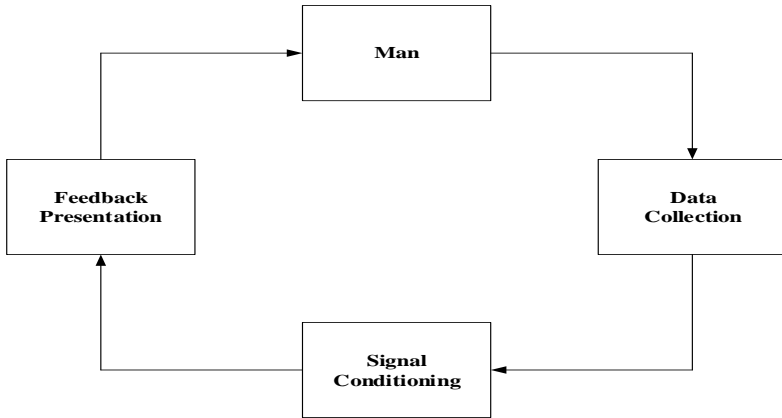 Man
Feedback
Presentation
Data
Collection
Signal
Conditioning